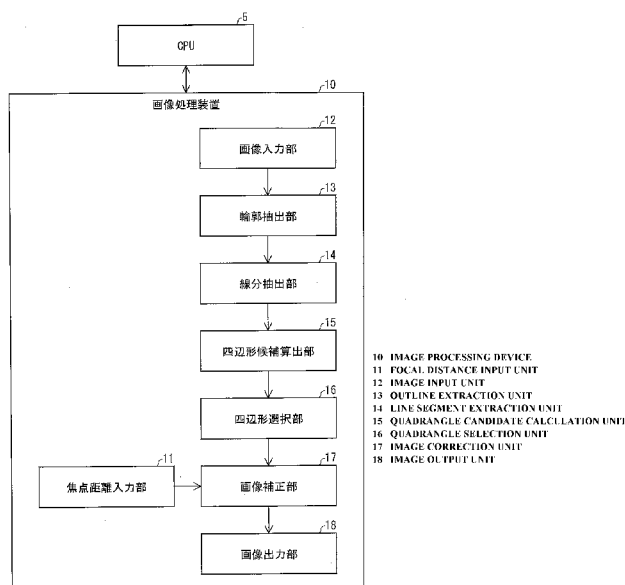 5
CPU
10
画像処理装置
12
画像入力部
13
輪郭抽出部
14
線分抽出部
15
四辺形候補算出部
16
四辺形選択部
11
焦点距離入力部
17
画像補正部
18
画像出力部
10 IMAGE PROCESSING DEVICE
11 FOCAL DISTANCE INPUT UNIT
12 IMAGE INPUT UNIT
13 OUTLINE EXTRACTION UNIT
14 LINE SEGMENT EXTRACTION UNIT
15 QUADRANGLE CANDIDATE CALCULATION UNIT
16 QUADRANGLE SELECTION UNIT
17 IMAGE CORRECTION UNIT
18 IMAGE OUTPUT UNIT